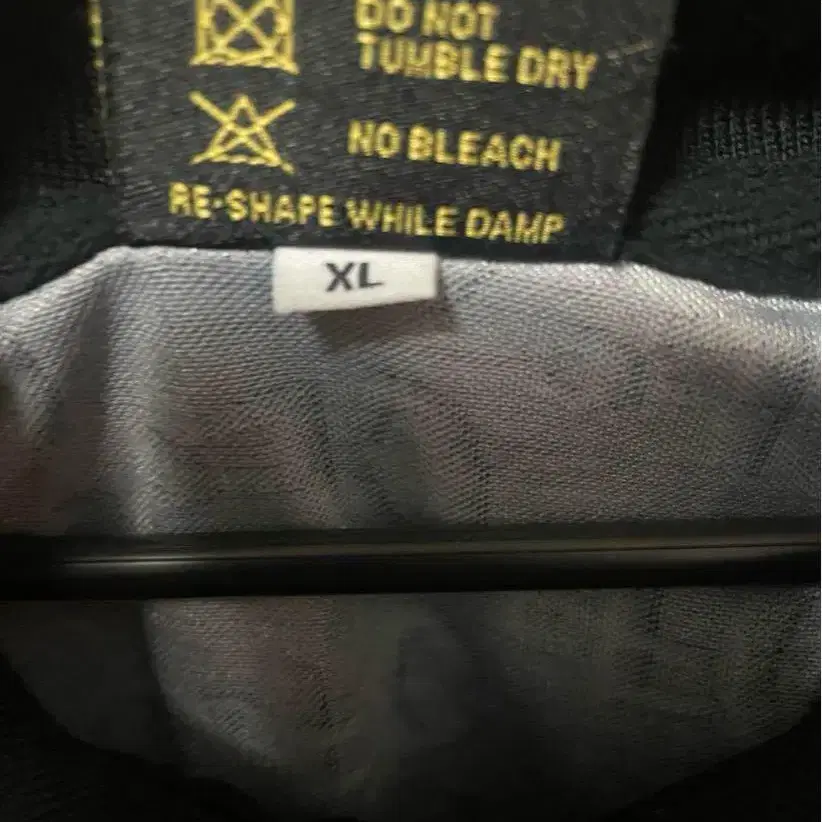 DO NOT
TUMBLE DRY
NO BLEACH
RE-SHAPE WHILE DAMP
XL